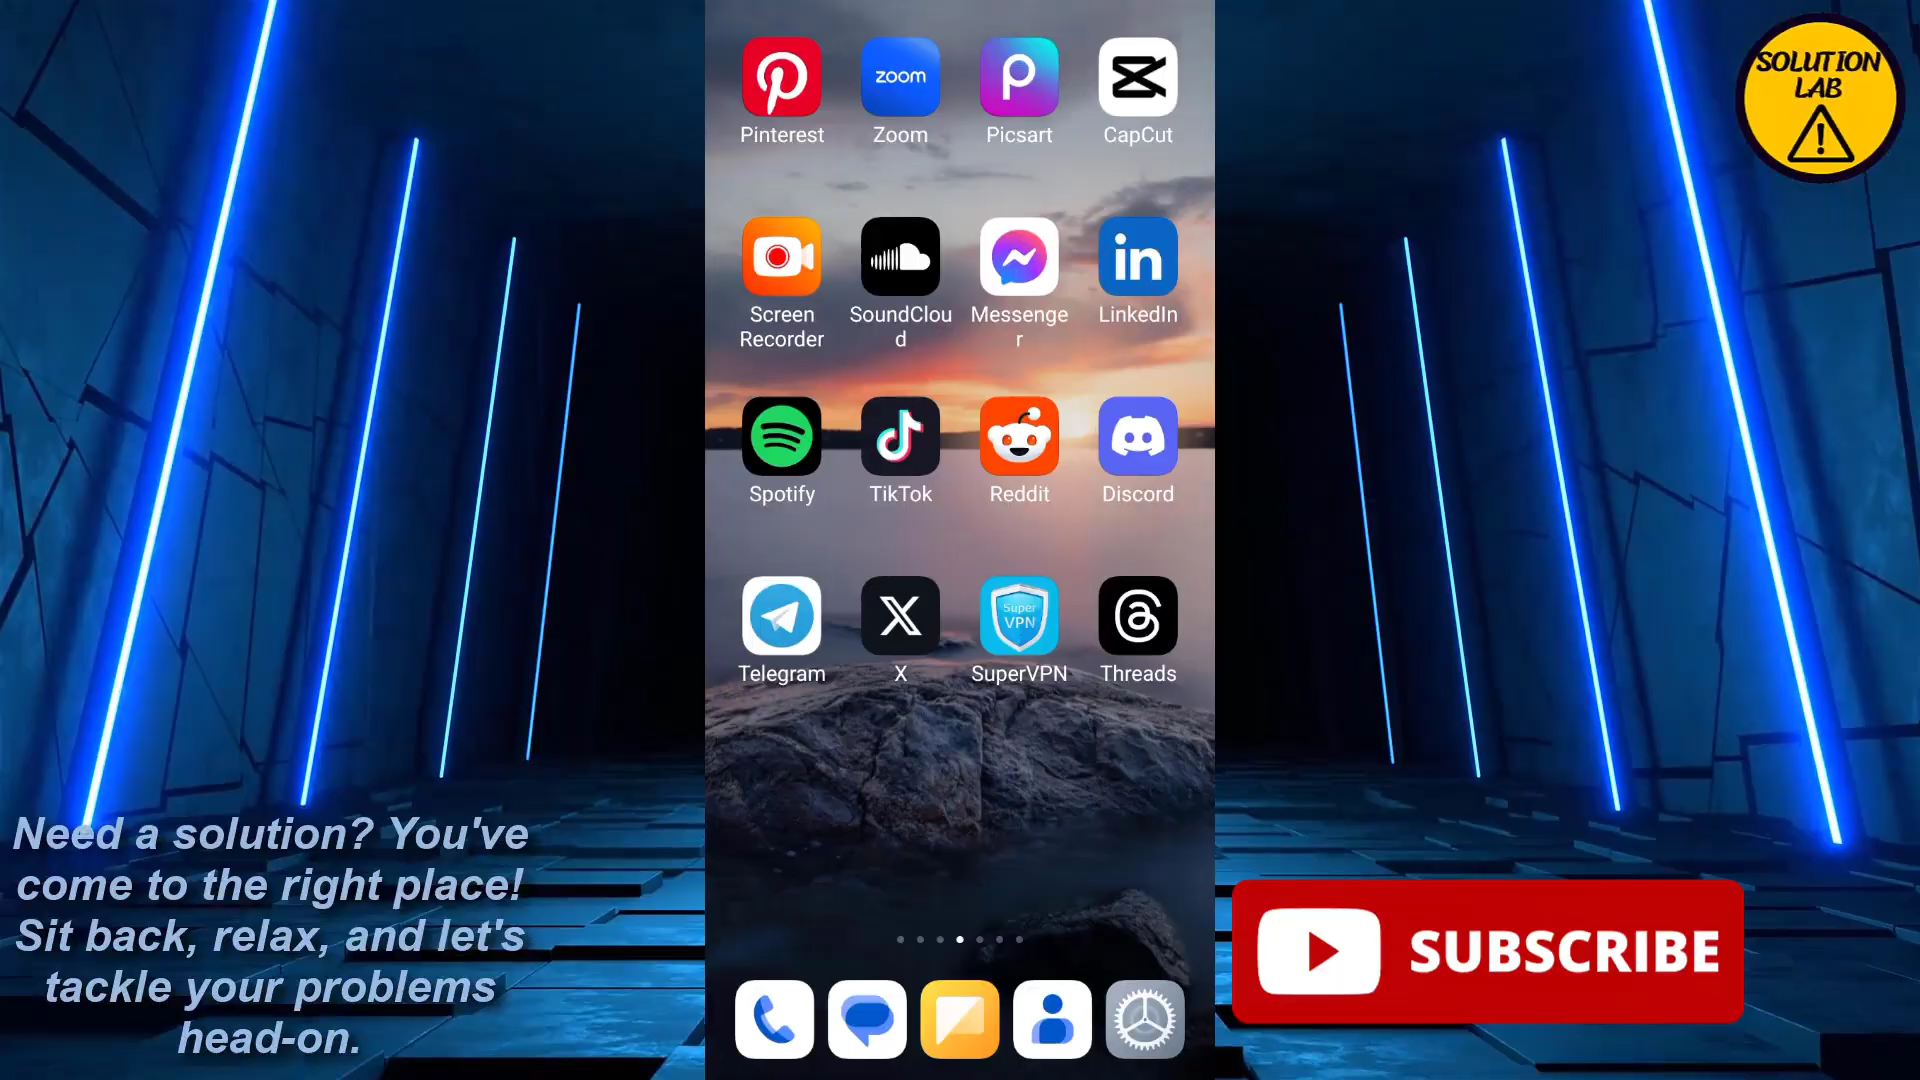 SOLUTION
LAB
zoom
Pinterest
Zoom
Picsart
CapCut
in
Screen
Recorder
SoundClou
d
Messenge
r
LinkedIn
Spotify
TikTok
Reddit
Discord
Super
VPN
Telegram
X
SuperVPN
Threads
Need a solution? You've
come to the right place!
Sit back, relax, and let's
tackle your problems
head-on.
SUBSCRIBE